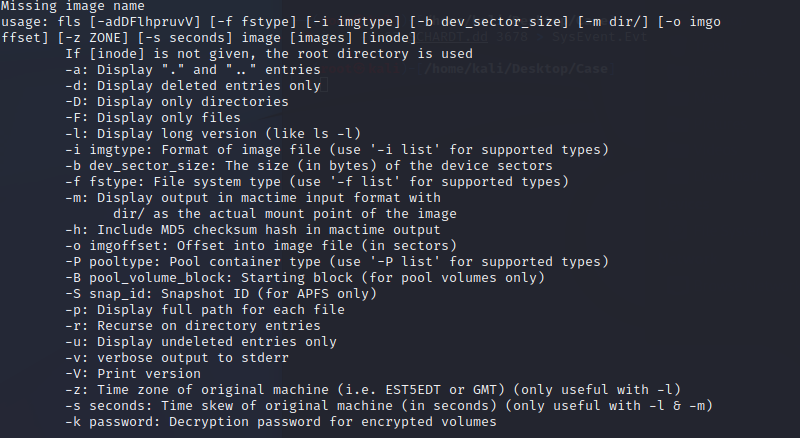 Missing image name
usage: fls [-adDFlhpruvV] [-f fstype] [-i imgtype] [-b dev_sector_size] [-m dir/] [-o imgo
ffset] [-z ZONE] [-s seconds] image [images] [inode]
If [inode] is not given, the root directory is used
-a: Display "." and ".." entries
/home/kali/Desktop/Case
-d: Display deleted entries only
-D: Display only directories
-F: Display only files
-l: Display long version (like ls -l)
-i imgtype: Format of image file (use '-i list' for supported types)
-b dev_sector_size: The size (in bytes) of the device sectors
-f fstype: File system type (use '-f list' for supported types)
-m: Display output in mactime input format with
dir/ as the actual mount point of the image
-h: Include MD5 checksum hash in mactime output
-o imgoffset: Offset into image file (in sectors)
-P pooltype: Pool container type (use '-P list' for supported types)
-B pool_volume_block: Starting block (for pool volumes only)
-S snap_id: Snapshot ID (for APFS only)
-p: Display full path for each file
-r: Recurse on directory entries
-u: Display undeleted entries only
-v: verbose output to stderr
-V: Print version
-z: Time zone of original machine (i.e. EST5EDT or GMT) (only useful with -l)
-s seconds: Time skew of original machine (in seconds) (only useful with -l & -m)
-k password: Decryption password for encrypted volumes